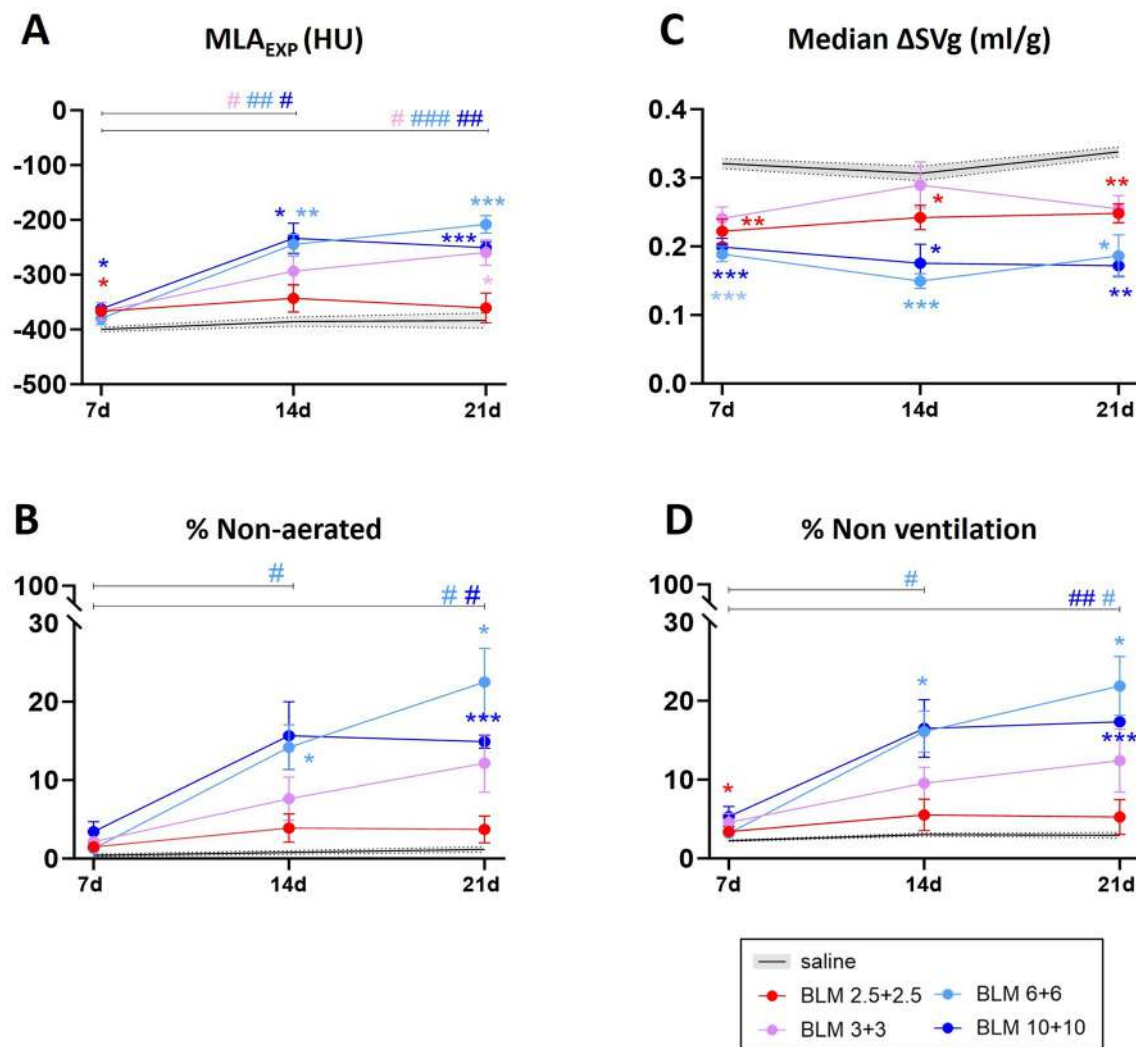 A
MLAEXP (HU)
# ## #
# ### ##
0
-100
-200
-300
-400
-500
*
*
* **
***
***
*
7d
14d
21d
C
Median ΔSVg (ml/g)
0.4
0.3
0.2
0.1
0.0
**
***
***
*
*
***
**
*
**
7d
14d
21d
B
% Non-aerated
#
# #
100
30
20
10
0
*
*
***
7d
14d
21d
D
% Non ventilation
#
## #
100
30
20
10
0
*
*
*
***
7d
14d
21d
saline
BLM 2.5+2.5
BLM 6+6
BLM 3+3
BLM 10+10